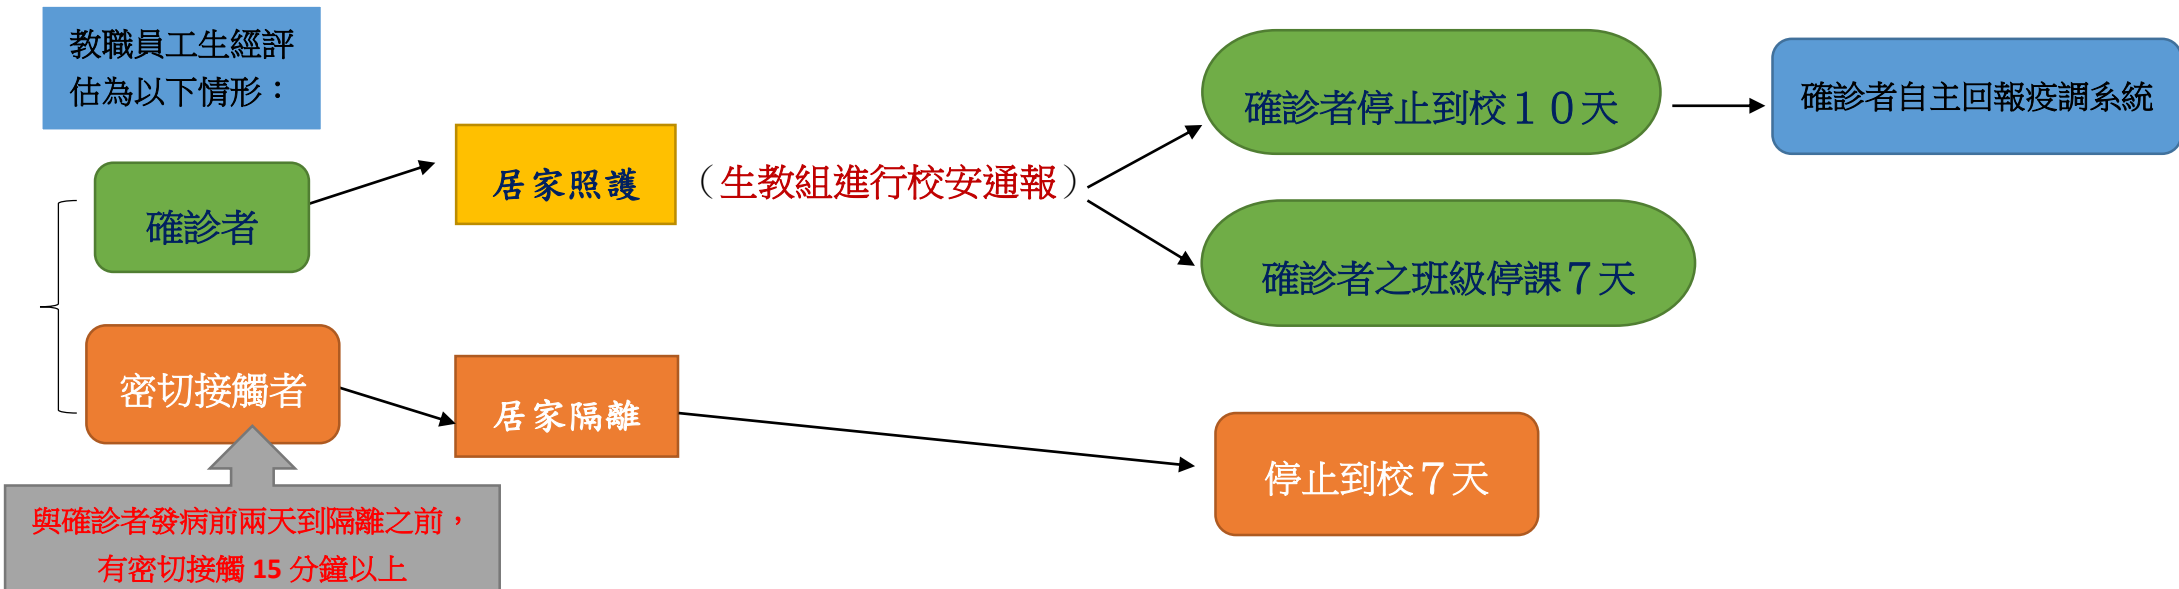 教職員工生經評
估為以下情形：
確診者
居家照護
（生教組進行校安通報）
確診者停止到校１０天
確診者自主回報疫調系統
確診者之班級停課７天
密切接觸者
居家隔離
停止到校７天
與確診者發病前兩天到隔離之前，
有密切接觸 15 分鐘以上